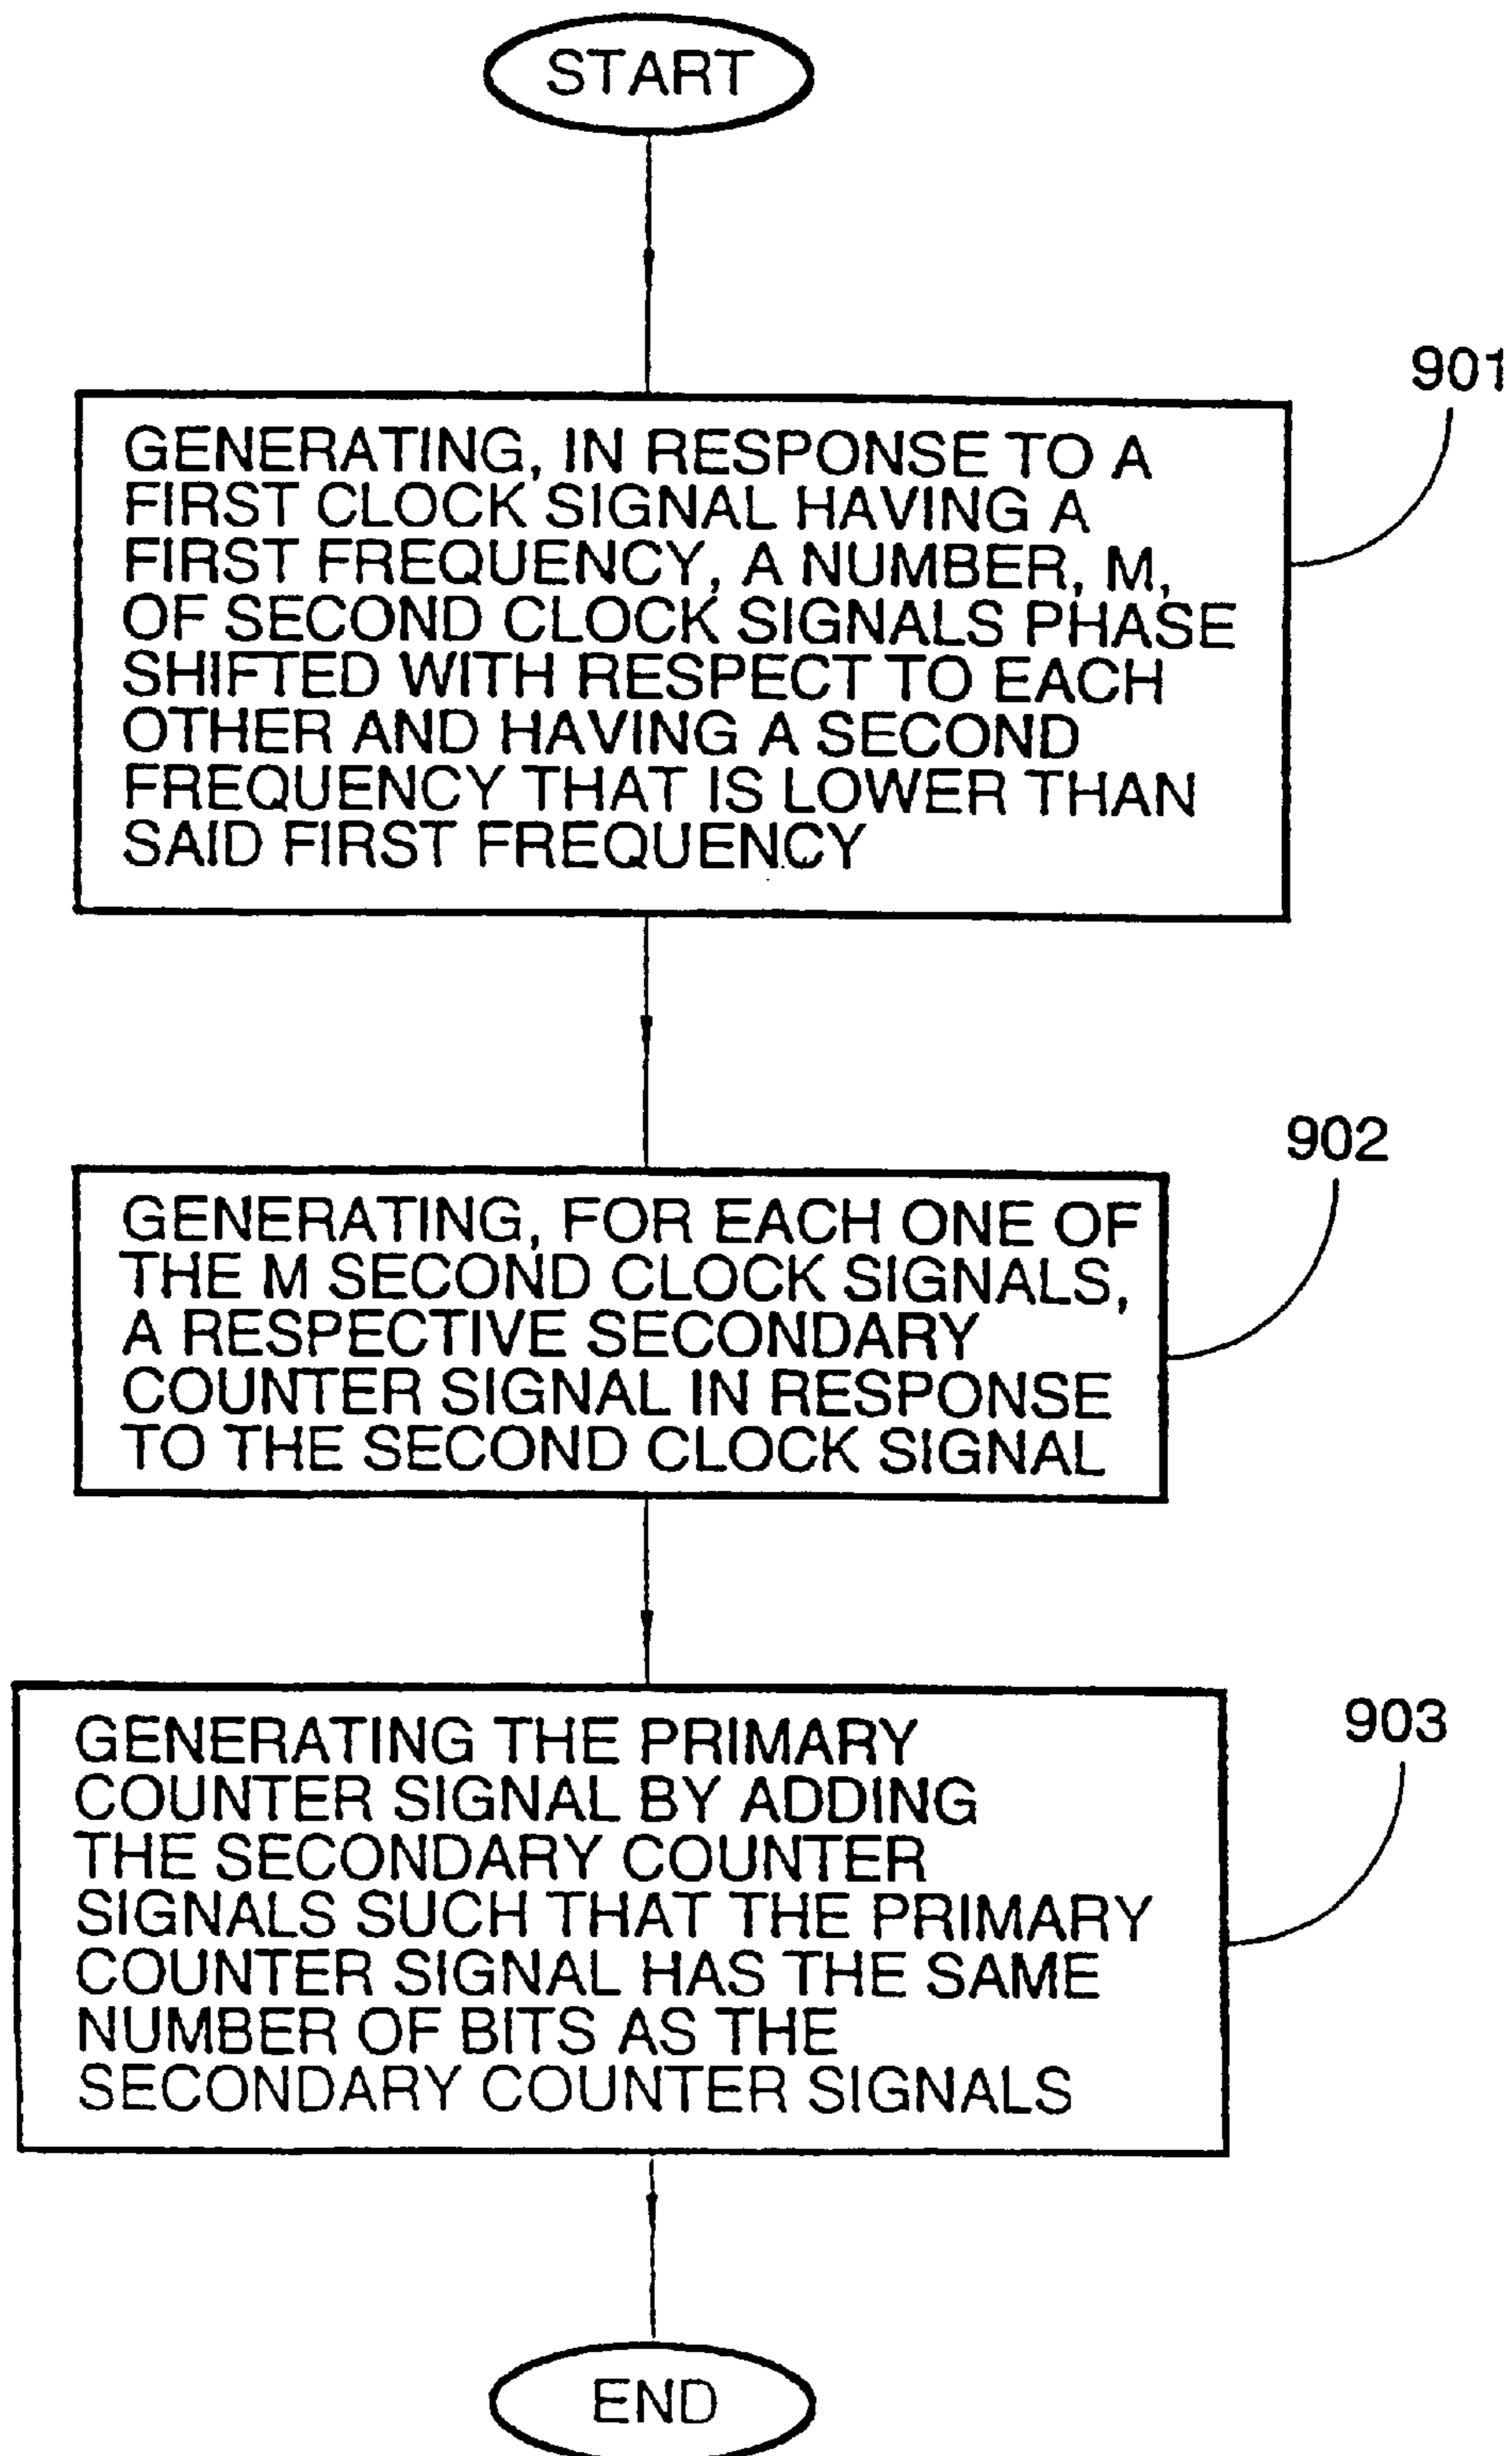 START
901
GENERATING, IN RESPONSE TO A
FIRST CLOCK SIGNAL HAVING A
FIRST FREQUENCY, A NUMBER, M,
OF SECOND CLOCK SIGNALS PHASE
SHIFTED WITH RESPECT TO EACH
OTHER AND HAVING A SECOND
FREQUENCY THAT IS LOWER THAN
SAID FIRST FREQUENCY
902
GENERATING, FOR EACH ONE OF
THE M SECOND CLOCK SIGNALS,
A RESPECTIVE SECONDARY
COUNTER SIGNAL IN RESPONSE
TO THE SECOND CLOCK SIGNAL
903
GENERATING THE PRIMARY
COUNTER SIGNAL BY ADDING
THE SECONDARY COUNTER
SIGNALS SUCH THAT THE PRIMARY
COUNTER SIGNAL HAS THE SAME
NUMBER OF BITS AS THE
SECONDARY COUNTER SIGNALS
END